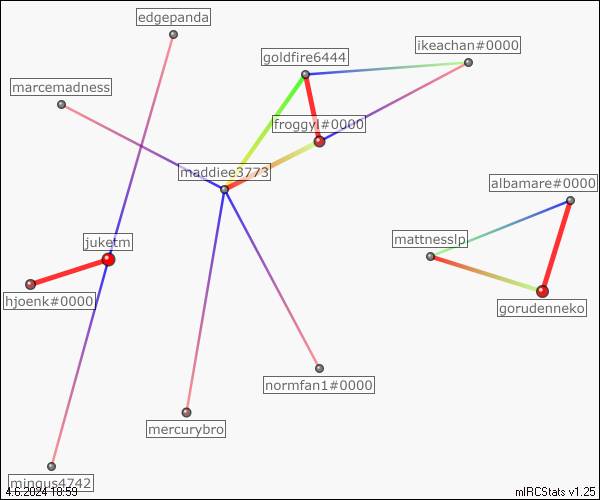 edgepanda
ikeachan#0000
goldfire6444
marcemadness
froggyl#0000
maddiee3773
albamare#0000
mattnesslp
juketm
hjoenk#0000
gorudenneko
normfan1#0000
mercurybro
mingus4742
4.6.2024 18:59
mIRCStats v1.25